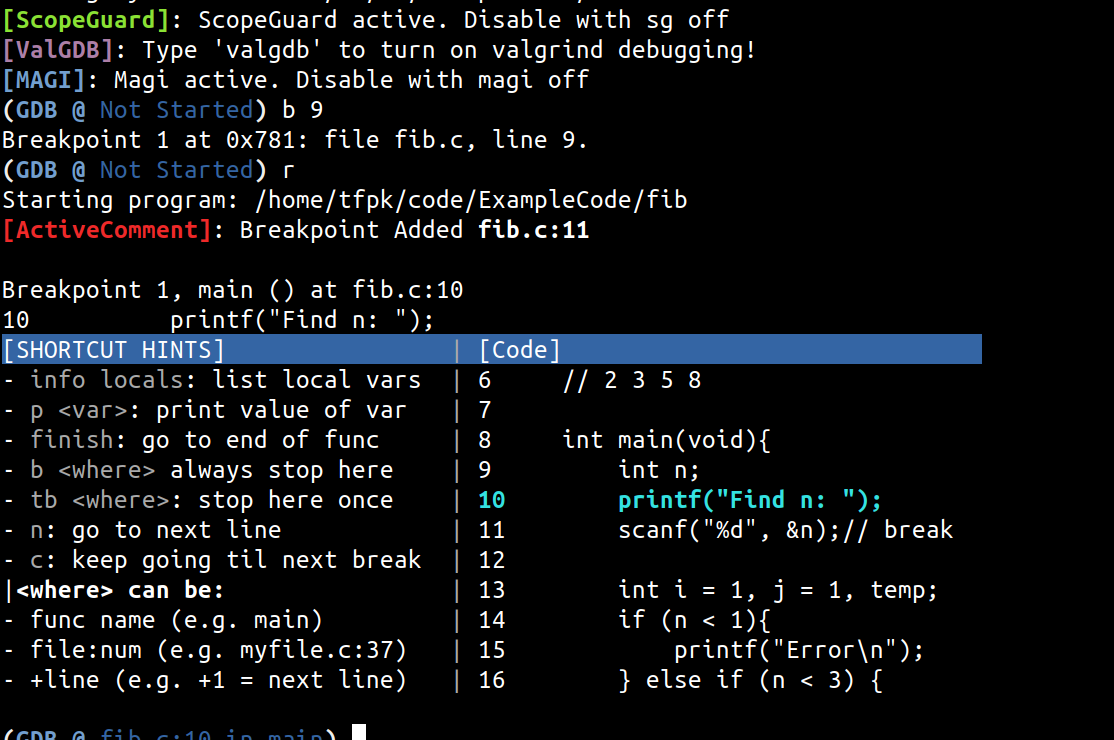 [ScopeGuard]: ScopeGuard active. Disable with sg off
[ValGDB]: Type 'valgdb' to turn on valgrind debugging!
[MAGI]: Magi active. Disable with magi off
(GDB @ Not Started) b 9
Breakpoint 1 at 0x781: file fib.c, line 9.
(GDB @ Not Started) r
Starting program: /home/tfpk/code/ExampleCode/fib
[ActiveComment]: Breakpoint Added fib.c:11

Breakpoint 1, main () at fib.c:10
10          printf("Find n: ");
[SHORTCUT HINTS]                | [Code]
- info locals: list local vars  | 6     // 2 3 5 8
- p <var>: print value of var   | 7
- finish: go to end of func     | 8     int main(void){
- b <where> always stop here    | 9         int n;
- tb <where>: stop here once    | 10        printf("Find n: ");
- n: go to next line            | 11        scanf("%d", &n);// break
- c: keep going til next break  | 12
|<where> can be:                | 13        int i = 1, j = 1, temp;
- func name (e.g. main)         | 14        if (n < 1){
- file:num (e.g. myfile.c:37)   | 15            printf("Error\n");
- +line (e.g. +1 = next line)   | 16        } else if (n < 3) {

(GDB @ fib.c:10 in main)